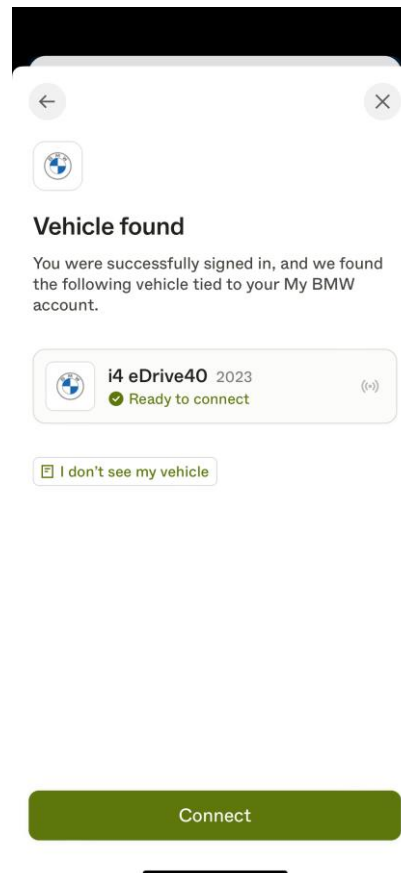 Vehicle found
You were successfully signed in, and we found
the following vehicle tied to your My BMW
account.
i4 eDrive40 2023
Ready to connect
I don't see my vehicle
Connect